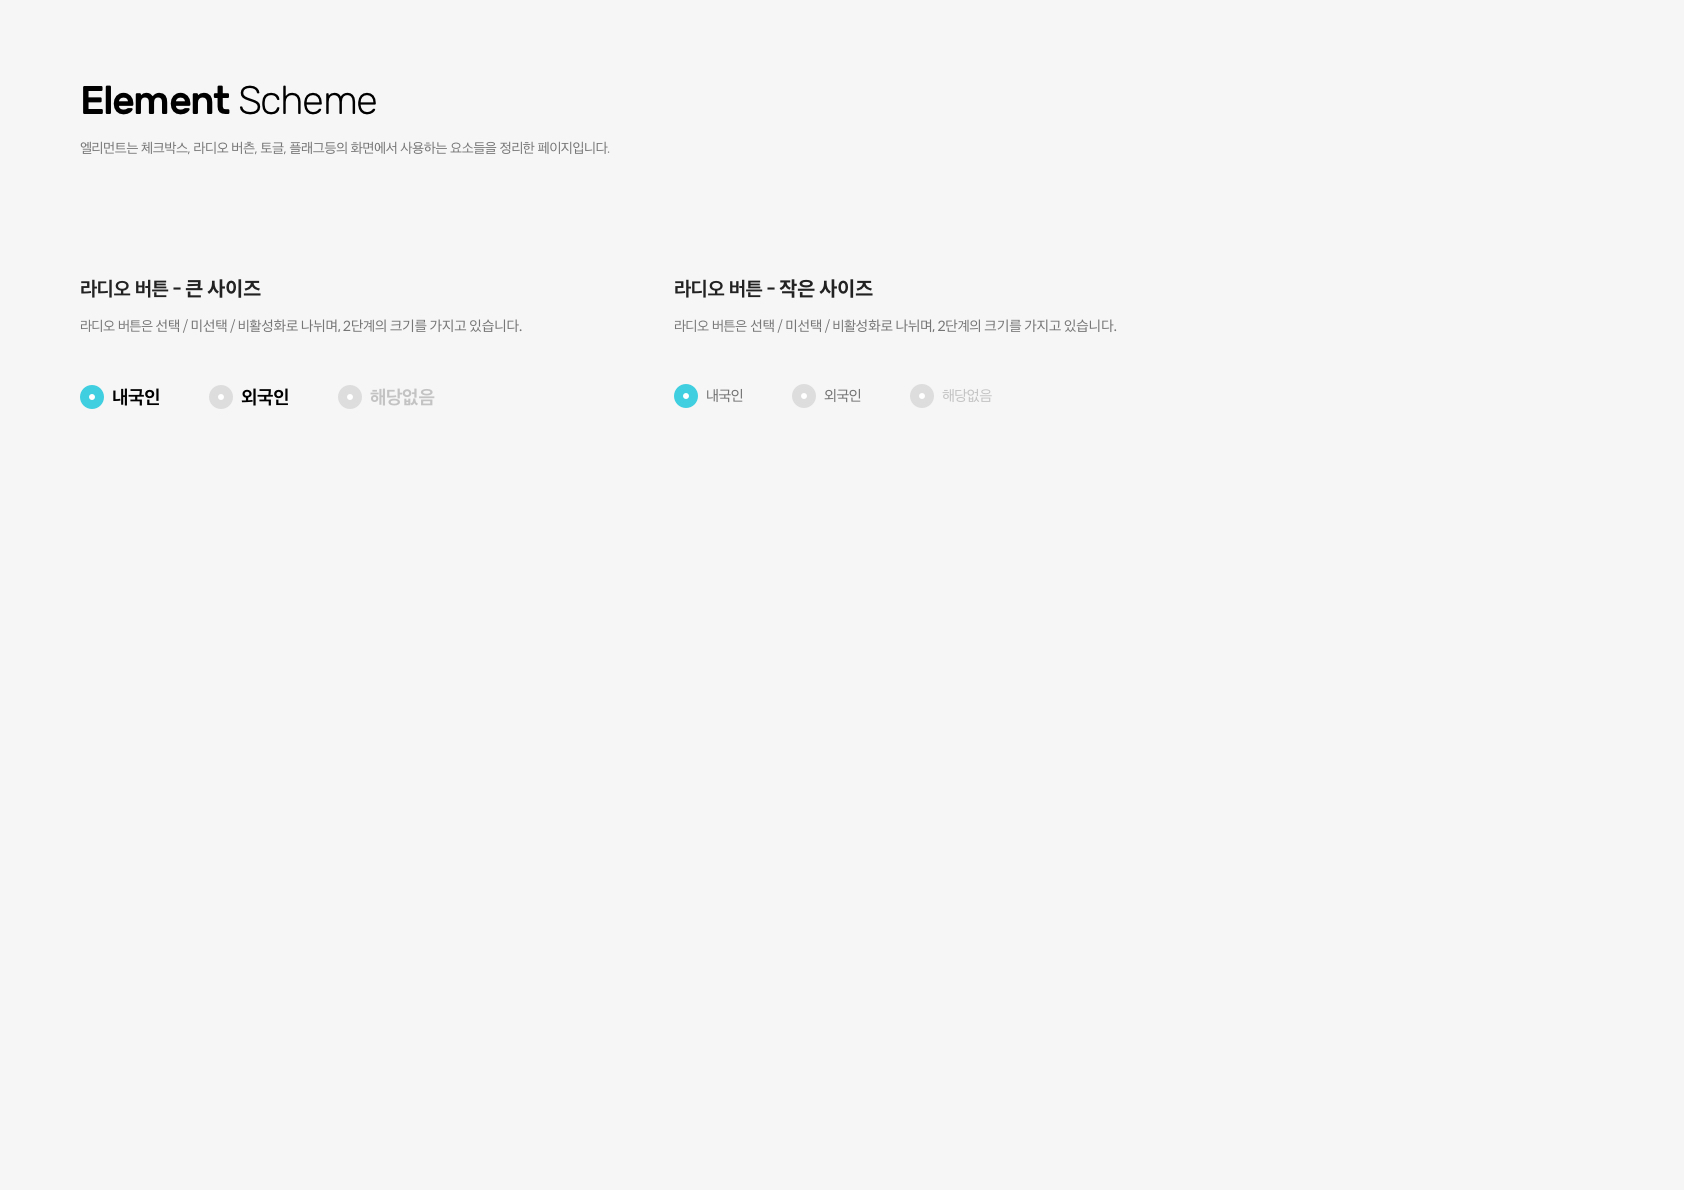 Element Scheme
엘리먼트는 체크박스, 라디오 버츤, 토글, 플래그등의 화면에서 사용하는 요소들을 정리한 페이지입니다.
라디오 버튼 - 큰 사이즈
라디오 버튼은 선택 / 미선택 / 비활성화로 나뉘며, 2단계의 크기를 가지고 있습니다.
내국인 외국인 해당없음
라디오 버튼 - 작은 사이즈
라디오 버튼은 선택 / 미선택 / 비활성화로 나뉘며, 2단계의 크기를 가지고 있습니다.
내국인 외국인 해당없음